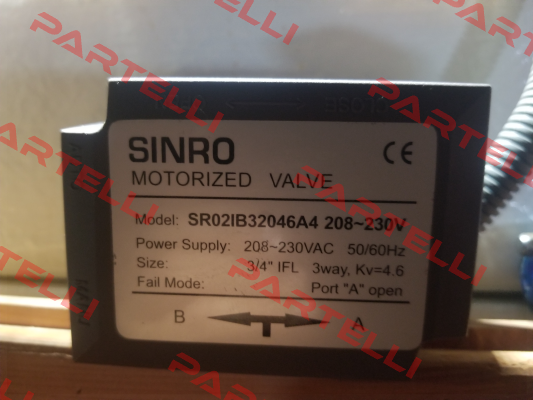 SINRO
CE
MOTORIZED VALVE
Model: SR02IB32046A4 208~230V
Power Supply: 208~230VAC 50/60Hz
Size: 3/4" IFL 3way, Kv=4.6
Fail Mode: Port "A" open
B A
PARTELLI
PARTELLI
PARTELLI
PARTELLI
PARTELLI
PARTELLI
PARTELLI